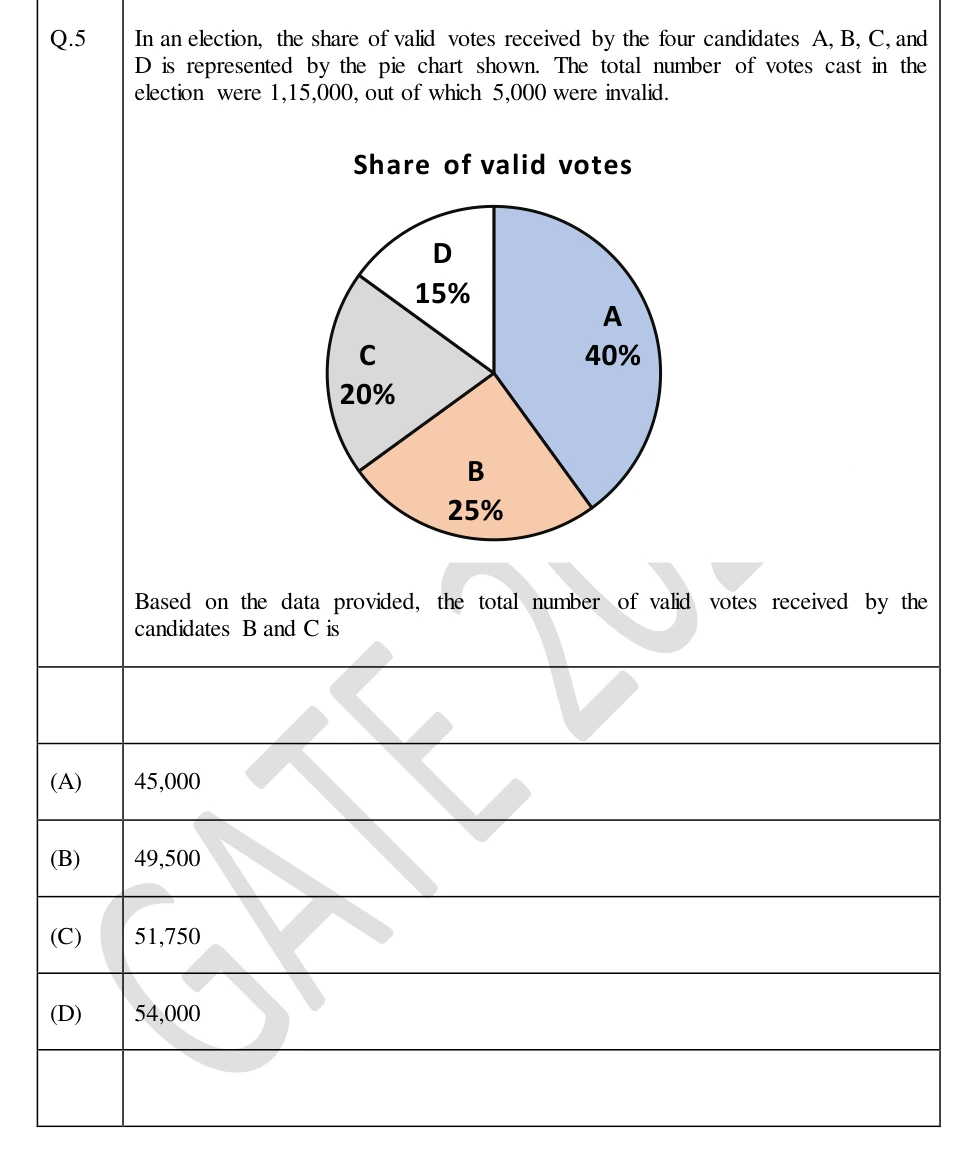 Q.5 In an election, the share of valid votes received by the four candidates A, B, C, and
D is represented by the pie chart shown. The total number of votes cast in the
election were 1,15,000, out of which 5,000 were invalid.
Share of valid votes
D
15%
A
40%
C
20%
B
25%
Based on the data provided, the total number of valid votes received by the
candidates B and C is
(A) 45,000
(B) 49,500
(C) 51,750
(D) 54,000
GATE 20